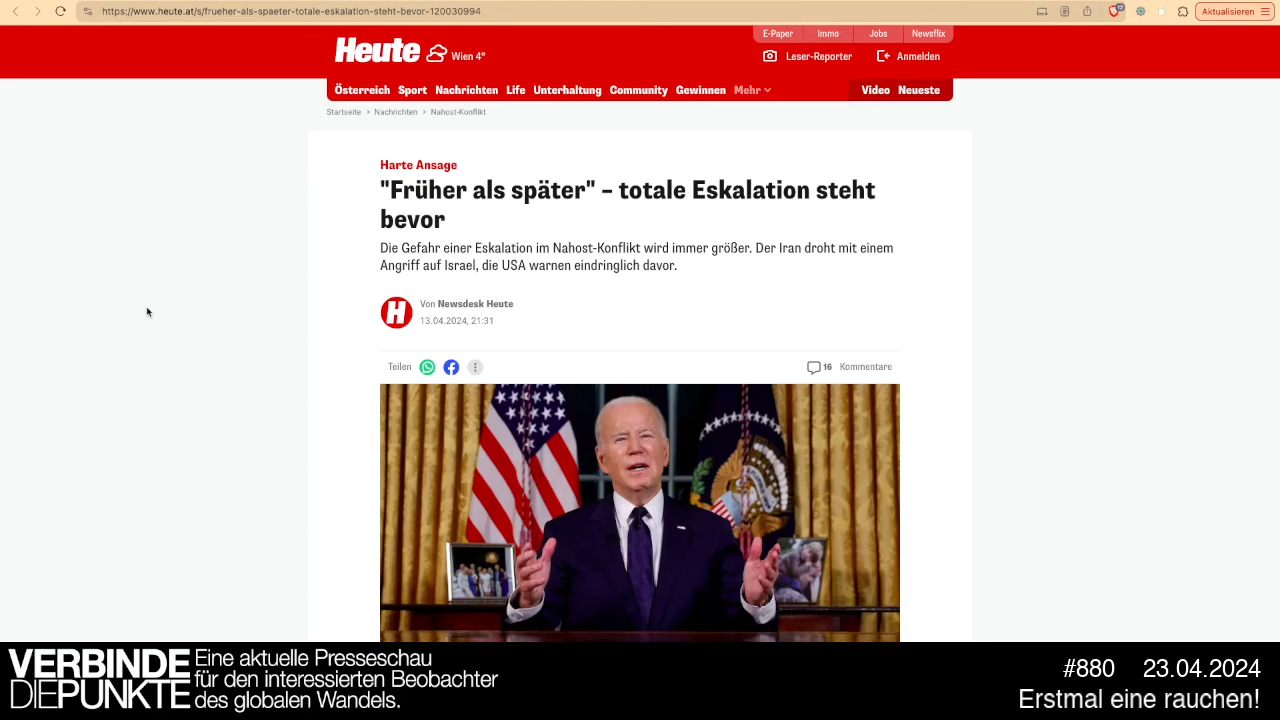 https://www.heute.at/s/frueher-als-spaeter-totale-eskalation-steht-bevor-120030994
Aktualisieren
E-Paper Immo Jobs Newsflix
Heute Wien 4° Leser-Reporter Anmelden
Österreich Sport Nachrichten Life Unterhaltung Community Gewinnen Mehr Video Neueste
Startseite > Nachrichten > Nahost-Konflikt
Harte Ansage
"Früher als später" – totale Eskalation steht
bevor
Die Gefahr einer Eskalation im Nahost-Konflikt wird immer größer. Der Iran droht mit einem
Angriff auf Israel, die USA warnen eindringlich davor.
H
Von Newsdesk Heute
13.04.2024, 21:31
Teilen 16 Kommentare
VERBINDE
DIEPUNKTE
Eine aktuelle Presseschau
für den interessierten Beobachter
des globalen Wandels.
#880 23.04.2024
Erstmal eine rauchen!